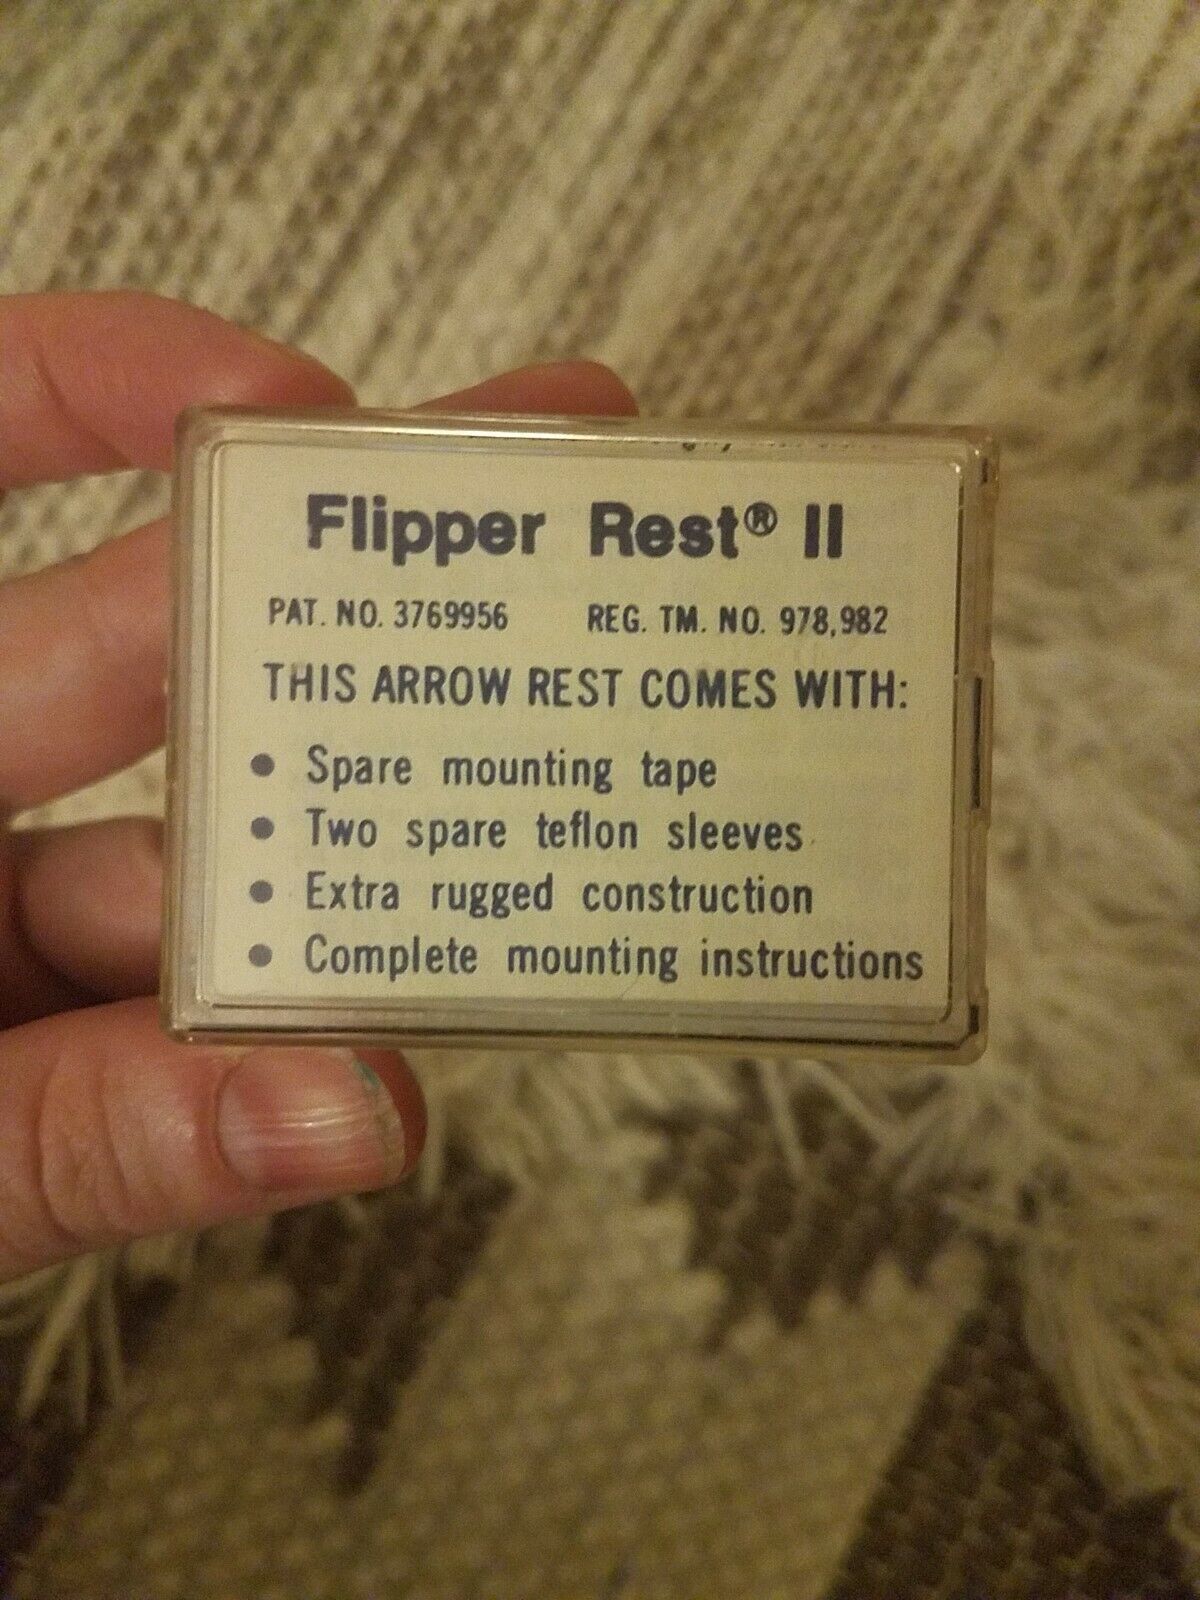 Flipper Rest® II
PAT. NO. 3769956 REG. TM. NO. 978,982
THIS ARROW REST COMES WITH:
• Spare mounting tape
• Two spare teflon sleeves
• Extra rugged construction
• Complete mounting instructions